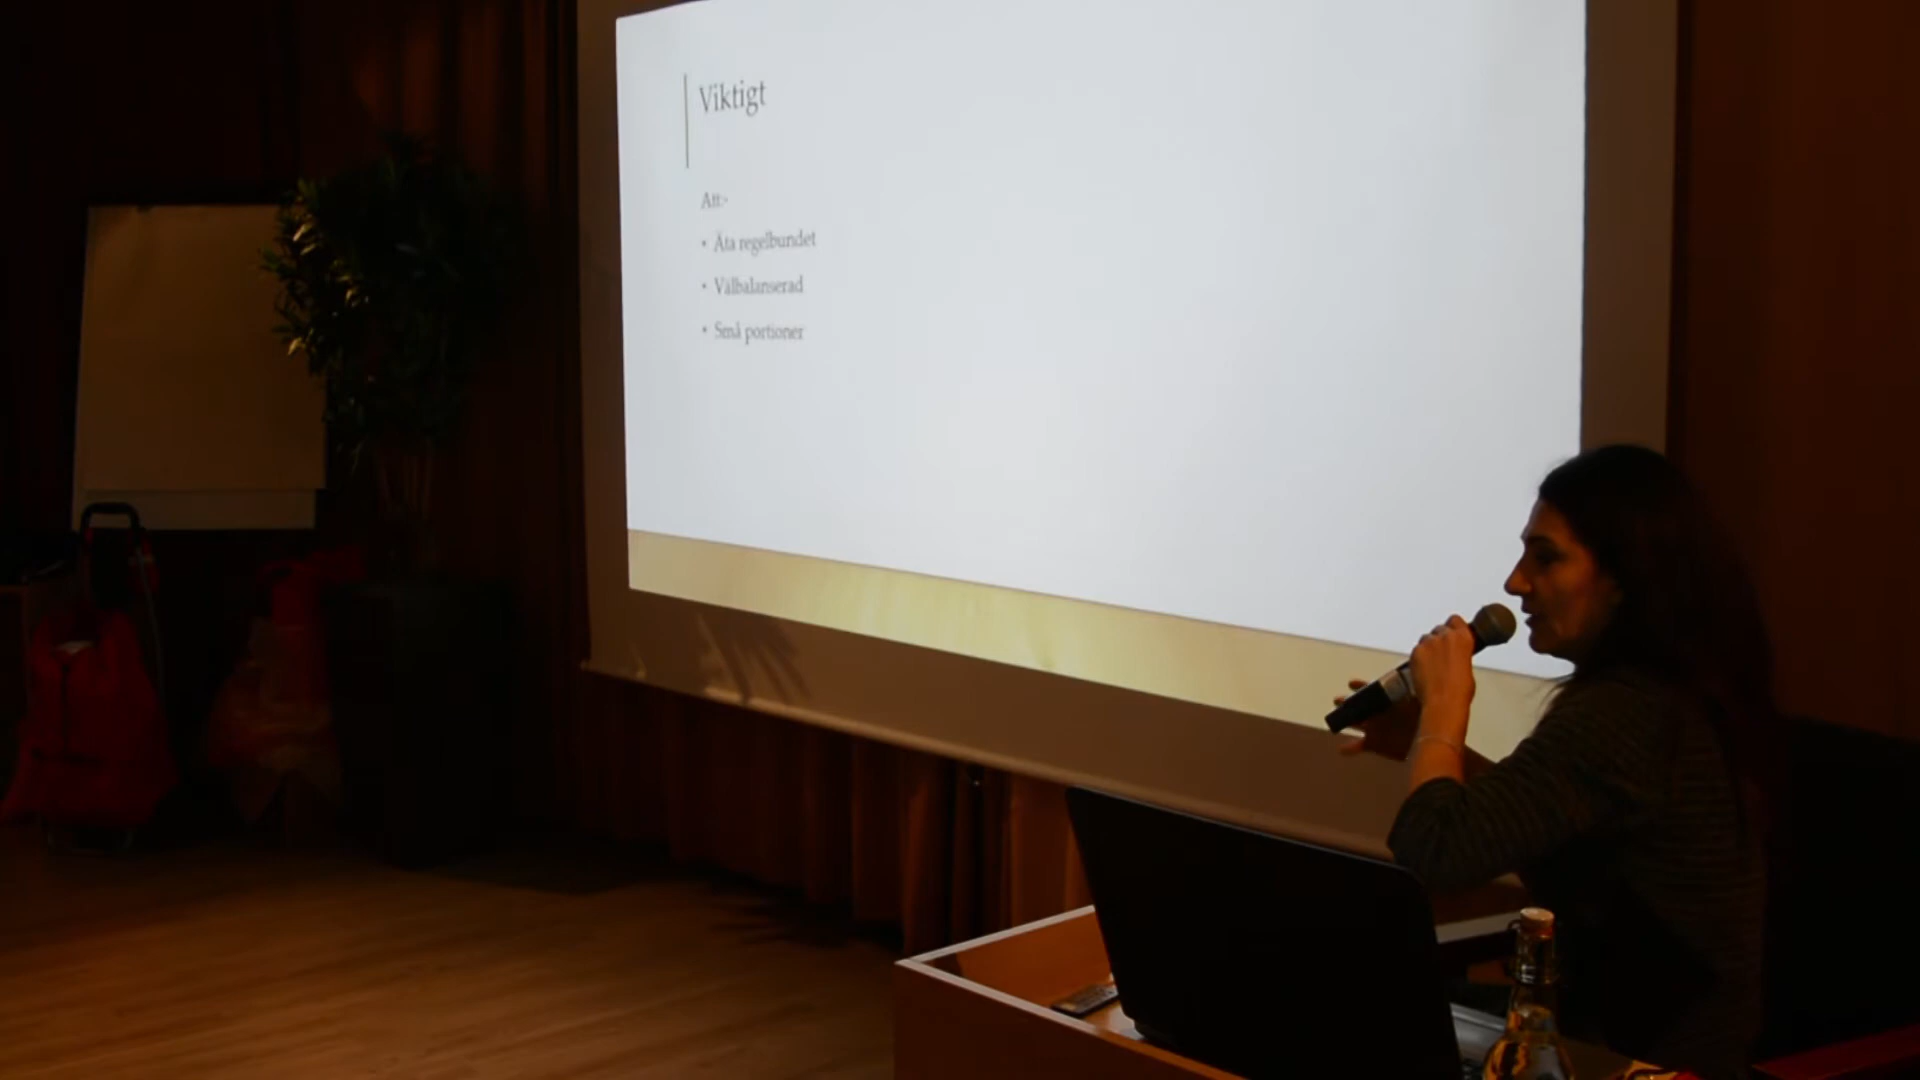 Viktigt
Att:-
• Äta regelbundet
• Välbalanserad
• Små portioner